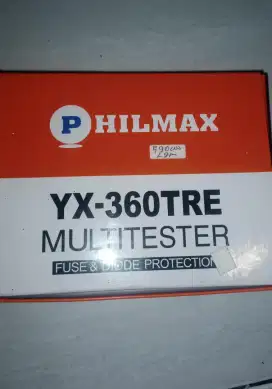 PHILMAX
YX-360TRE
MULTITESTER
FUSE & DIODE PROTECTION